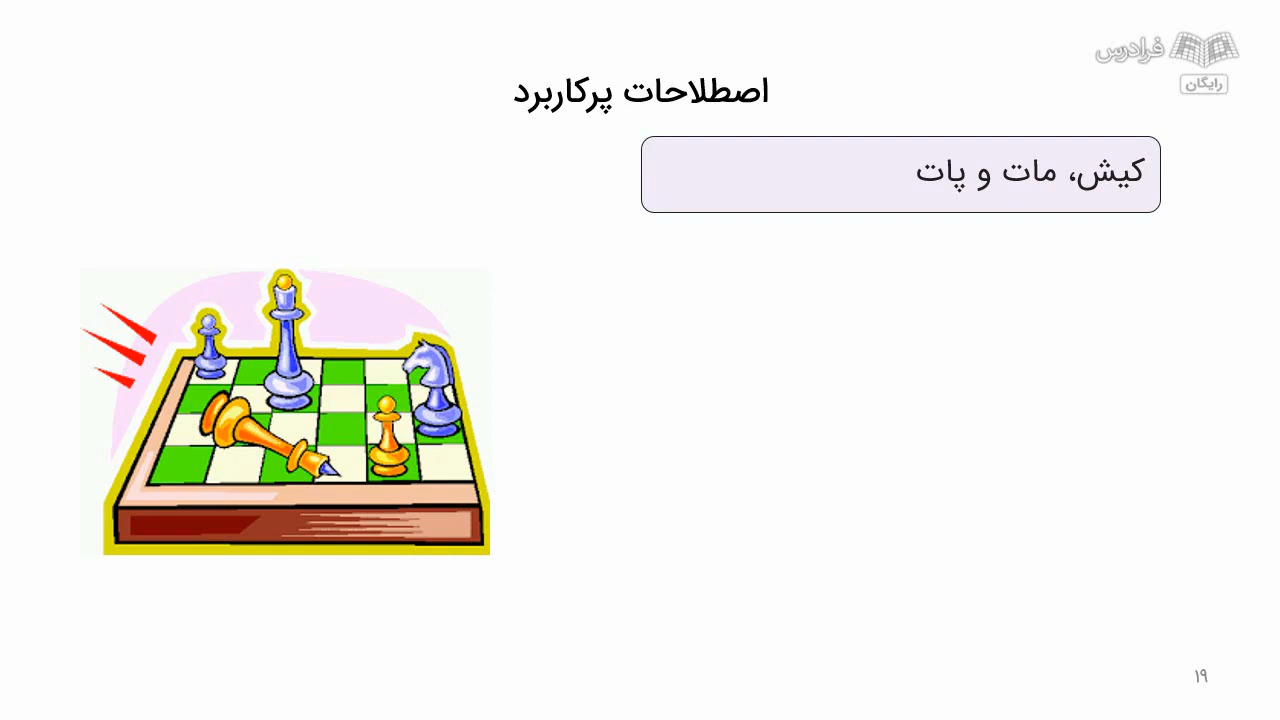 فرادرس
رایگان
اصطلاحات پرکاربرد
کیش، مات و پات
۱۹